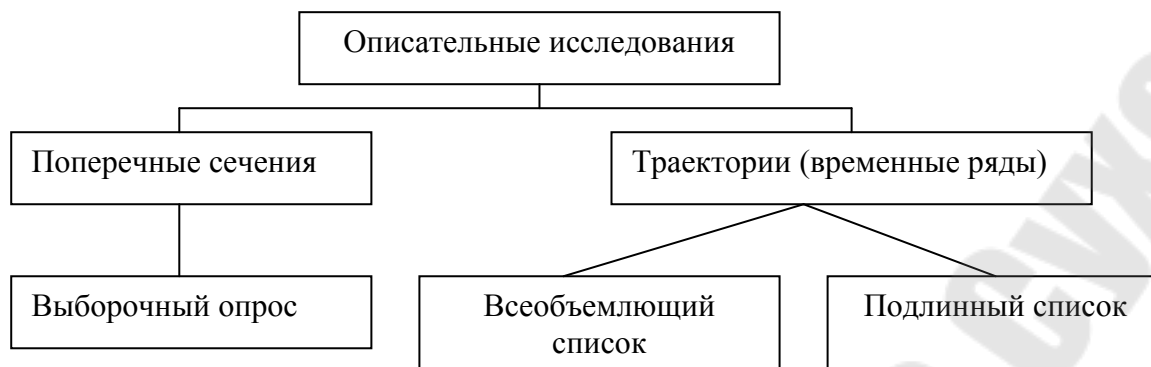 Описательные исследования
Поперечные сечения
Траектории (временные ряды)
Выборочный опрос
Всеобъемлющий
список
Подлинный список